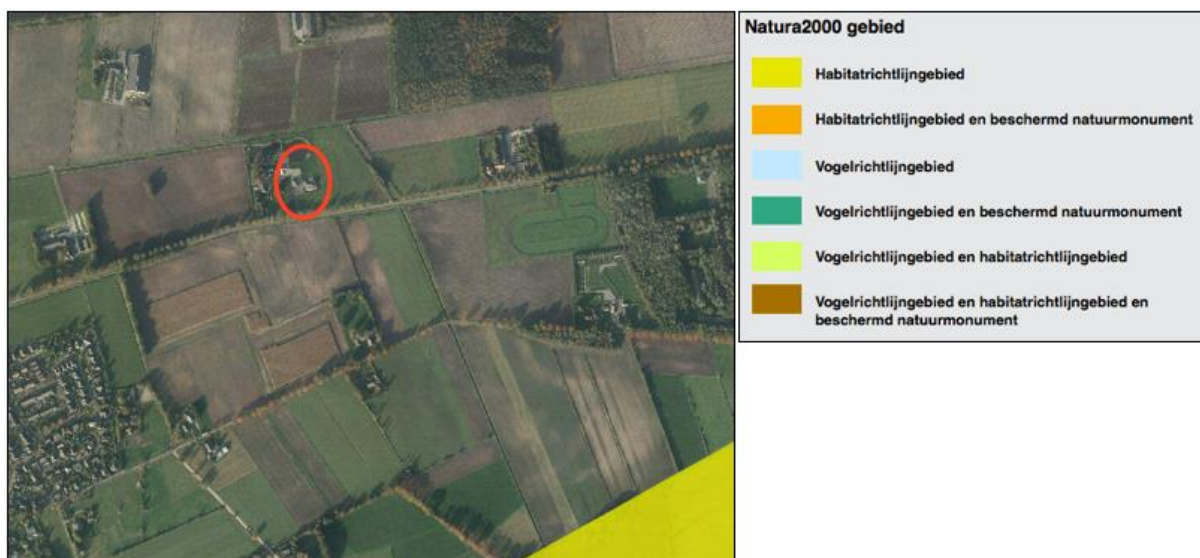 Natura2000 gebied
Habitatrichtlijngebied
Habitatrichtlijngebied en beschermd natuurmonument
Vogelrichtlijngebied
Vogelrichtlijngebied en beschermd natuurmonument
Vogelrichtlijngebied en habitatrichtlijngebied
Vogelrichtlijngebied en habitatrichtlijngebied en
beschermd natuurmonument